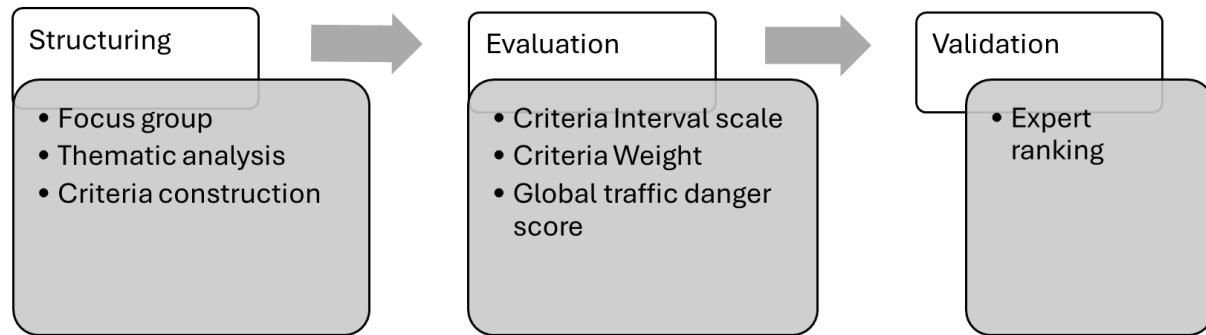 Structuring
• Focus group
• Thematic analysis
• Criteria construction
Evaluation
• Criteria Interval scale
• Criteria Weight
• Global traffic danger
score
Validation
• Expert
ranking